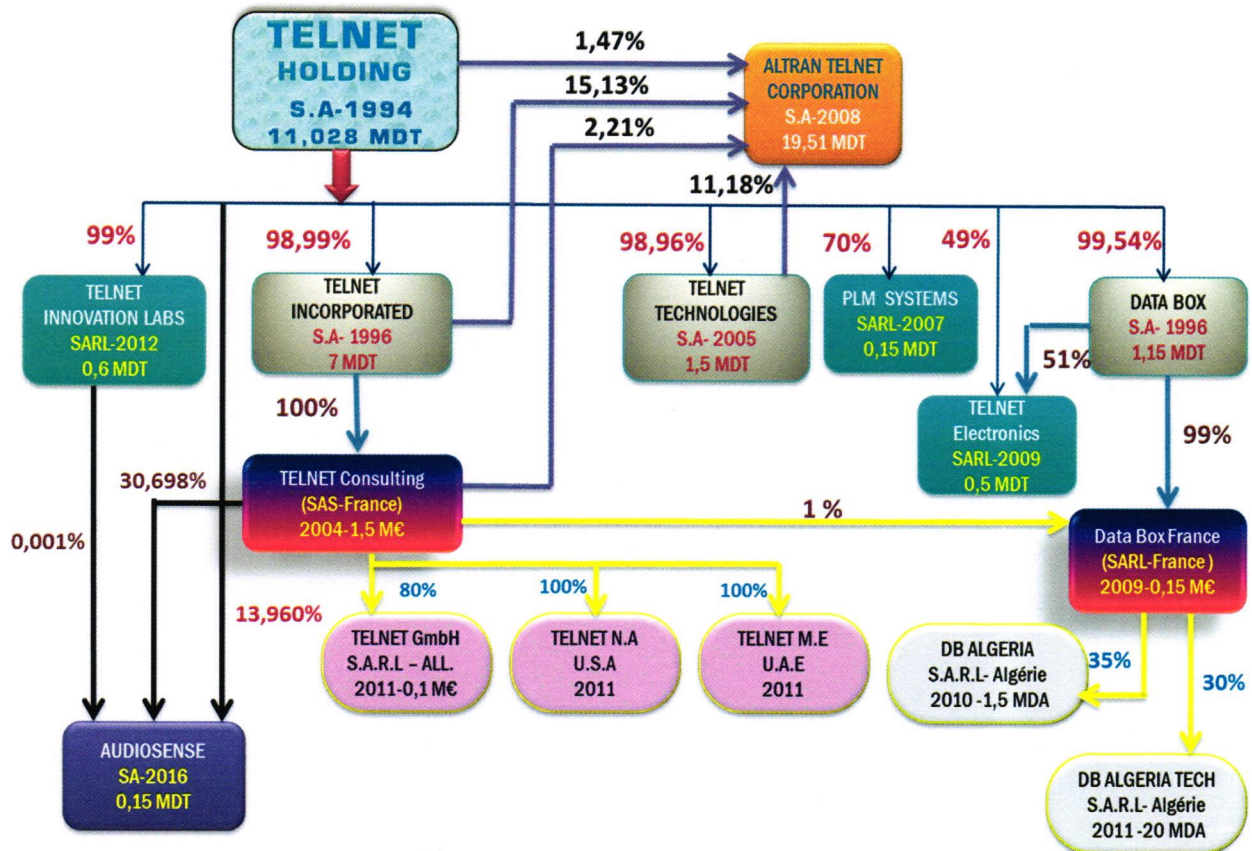 TELNET
HOLDING
S.A-1994
11,028 MDT
1,47%
15,13%
2,21%
ALTRAN TELNET
CORPORATION
S.A-2008
19,51 MDT
11,18%
99%
98,99%
98,96%
70%
49%
99,54%
TELNET
INNOVATION LABS
SARL-2012
0,6 MDT
TELNET
INCORPORATED
S.A- 1996
7 MDT
TELNET
TECHNOLOGIES
S.A- 2005
1,5 MDT
PLM SYSTEMS
SARL-2007
0,15 MDT
DATA BOX
S.A- 1996
1,15 MDT
51%
100%
TELNET
Electronics
SARL-2009
0,5 MDT
99%
30,698%
TELNET Consulting
(SAS-France)
2004-1,5 M€
1 %
0,001%
Data Box France
(SARL-France )
2009-0,15 M€
13,960%
80%
100%
100%
TELNET GmbH
S.A.R.L – ALL.
2011-0,1 M€
TELNET N.A
U.S.A
2011
TELNET M.E
U.A.E
2011
DB ALGERIA
S.A.R.L- Algérie
2010 -1,5 MDA
35%
30%
AUDIOSENSE
SA-2016
0,15 MDT
DB ALGERIA TECH
S.A.R.L- Algérie
2011 -20 MDA